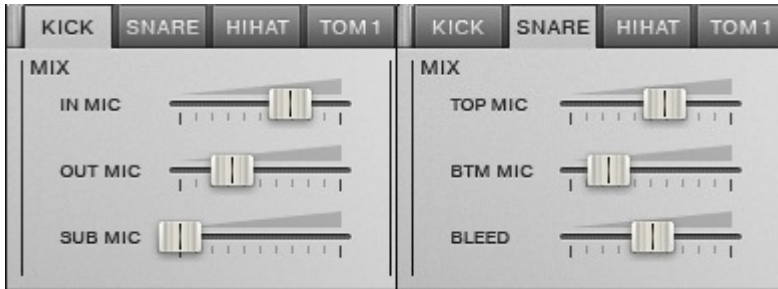 KICK SNARE HIHAT TOM 1
MIX
IN MIC
OUT MIC
SUB MIC
KICK SNARE HIHAT TOM 1
MIX
TOP MIC
BTM MIC
BLEED